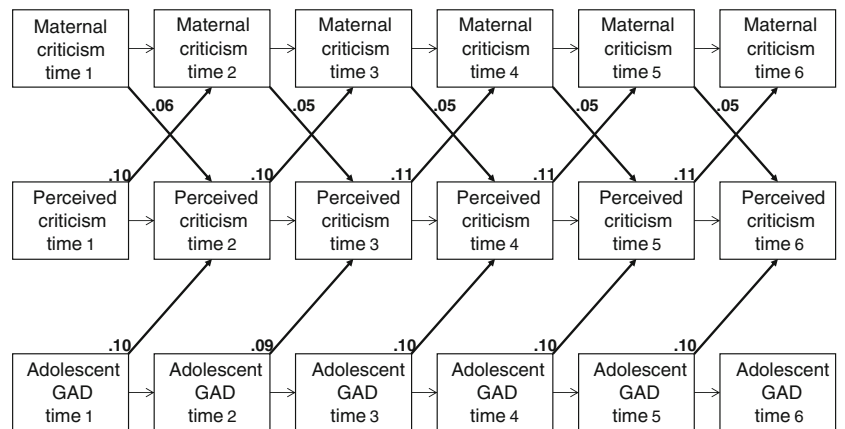 Maternal
criticism
time 1
Maternal
criticism
time 2
Maternal
criticism
time 3
Maternal
criticism
time 4
Maternal
criticism
time 5
Maternal
criticism
time 6
.06
.05
.05
.05
.05
.10
.10
.11
.11
.11
Perceived
criticism
time 1
Perceived
criticism
time 2
Perceived
criticism
time 3
Perceived
criticism
time 4
Perceived
criticism
time 5
Perceived
criticism
time 6
.10
.09
.10
.10
.10
Adolescent
GAD
time 1
Adolescent
GAD
time 2
Adolescent
GAD
time 3
Adolescent
GAD
time 4
Adolescent
GAD
time 5
Adolescent
GAD
time 6